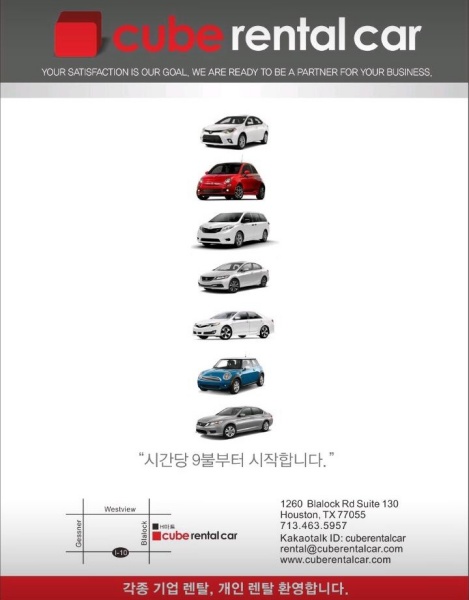 cube rental car
YOUR SATISFACTION IS OUR GOAL, WE ARE READY TO BE A PARTNER FOR YOUR BUSINESS.
“시간당 9불부터 시작합니다.”
Westview
Gessner
Blalock
I-10
H마트
cube rental car
1260 Blalock Rd Suite 130
Houston, TX 77055
713.463.5957
Kakaotalk ID: cuberentalcar
rental@cuberentalcar.com
www.cuberentalcar.com
각종 기업 렌탈, 개인 렌탈 환영합니다.